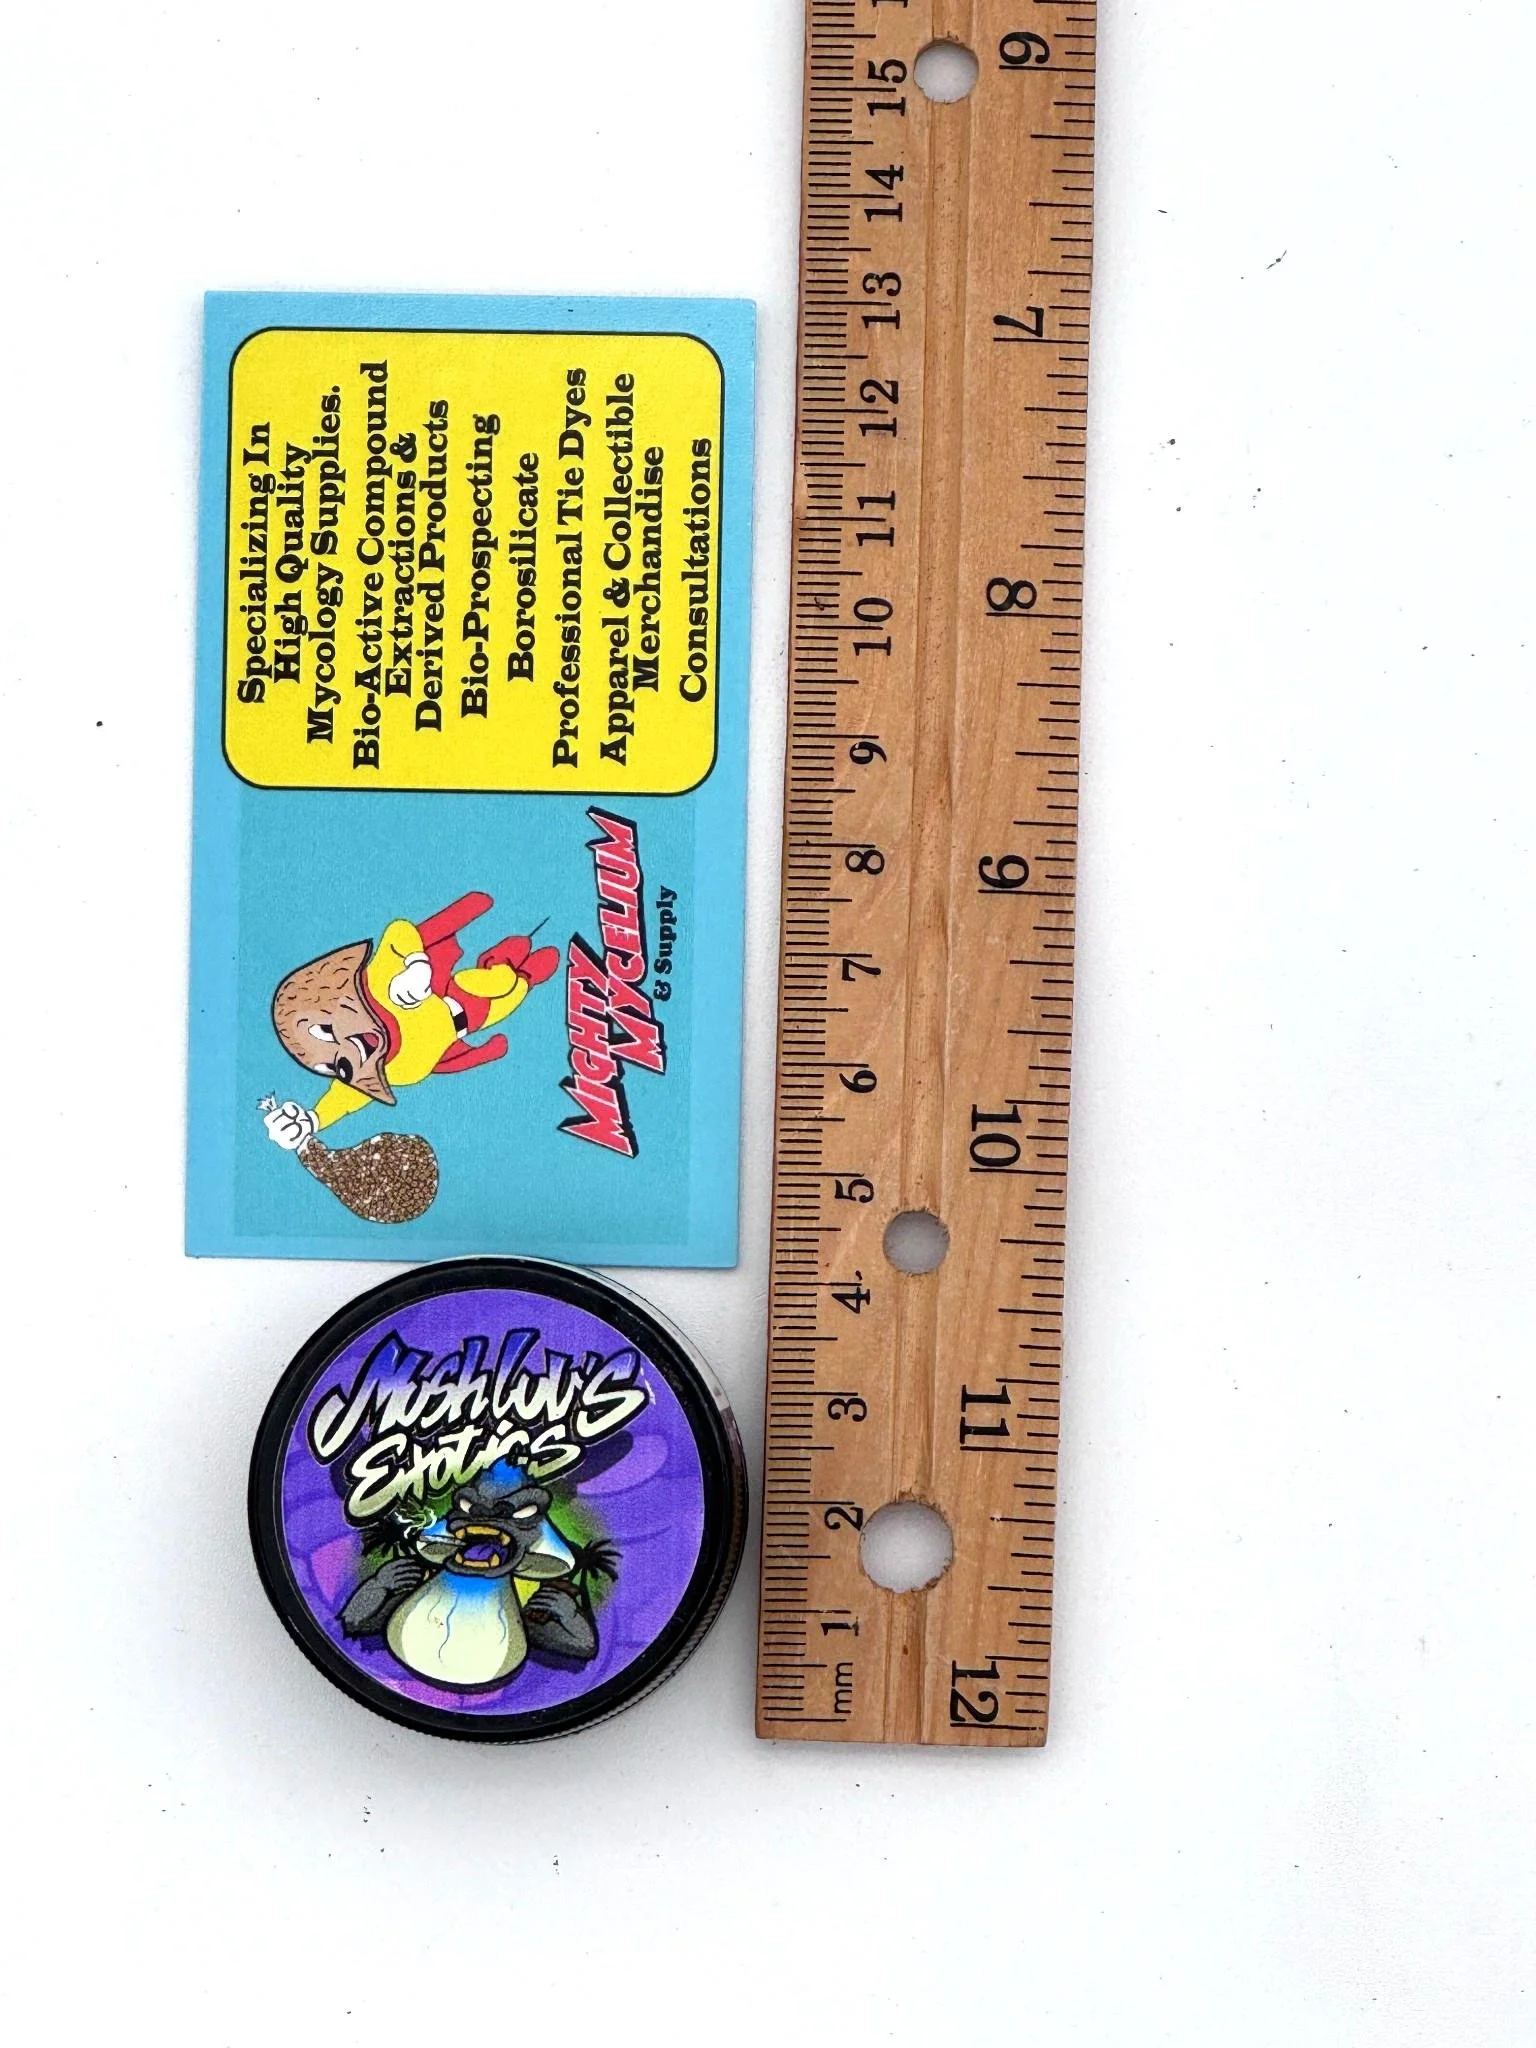 Specializing In
High Quality
Mycology Supplies.
Bio-Active Compound
Extractions &
Derived Products
Bio-Prospecting
Borosilicate
Professional Tie Dyes
Apparel & Collectible
Merchandise
Consultations
MIGHTY
MYCELIUM
& Supply
Mushluv's
Exotics
mm 1 2 3 4 5 6 7 8 9 10 11 12 13 14 15
6 7 8 9 10 11 12